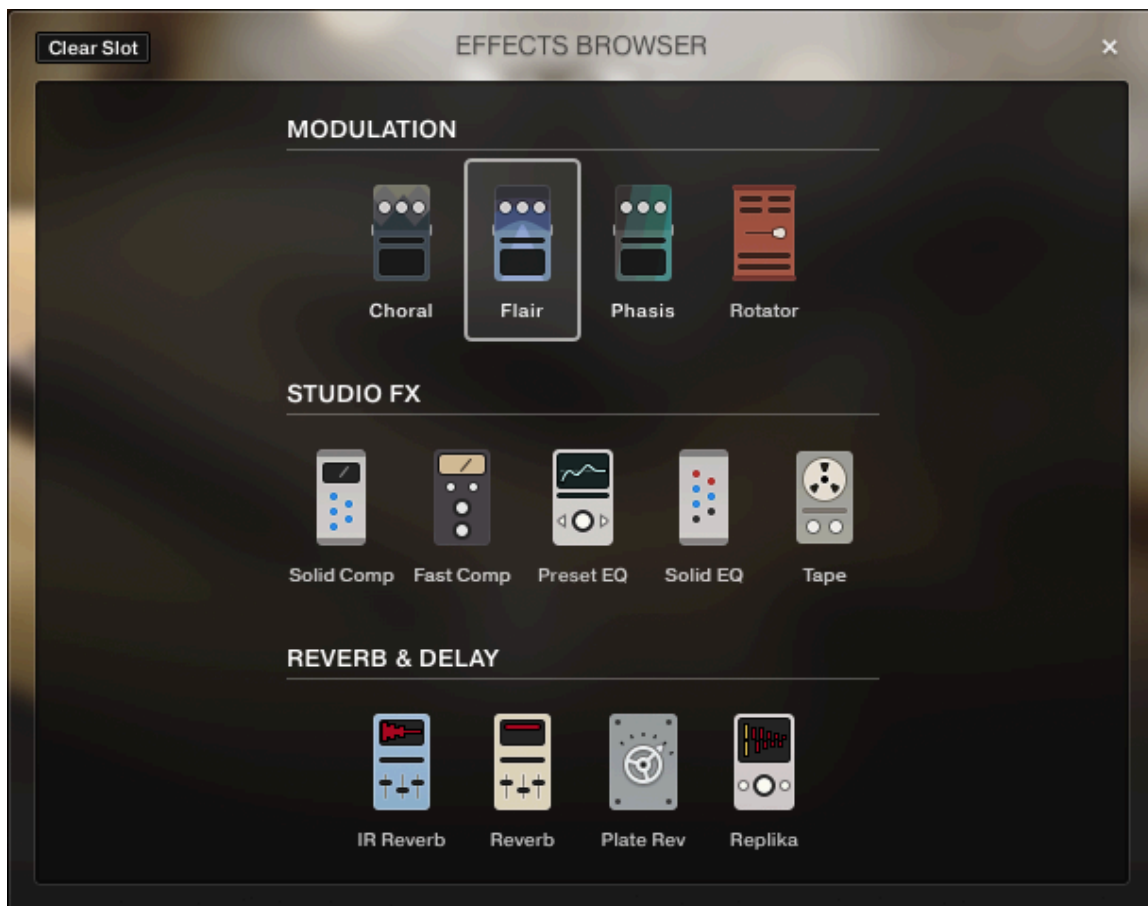 Clear Slot
EFFECTS BROWSER
×
MODULATION
Choral Flair Phasis Rotator
STUDIO FX
Solid Comp Fast Comp Preset EQ Solid EQ Tape
REVERB & DELAY
IR Reverb Reverb Plate Rev Replika